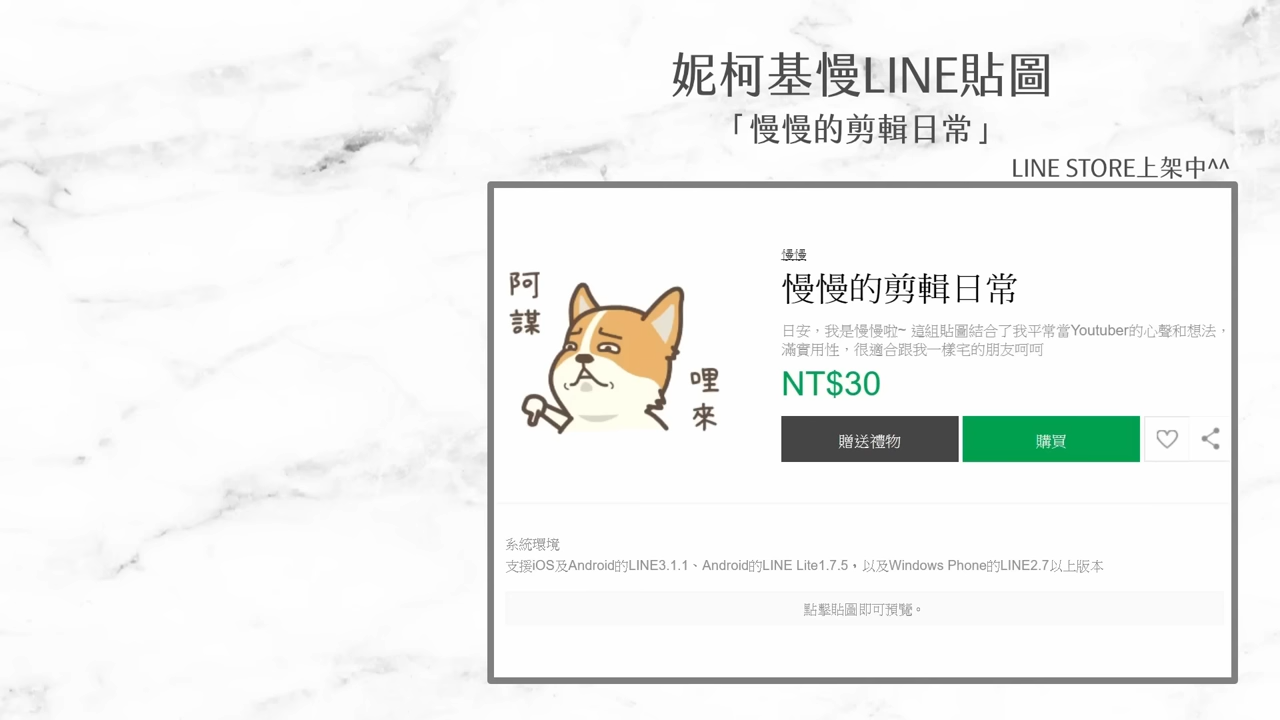 妮柯基慢LINE貼圖
「慢慢的剪輯日常」
LINE STORE上架中^^
慢慢
慢慢的剪輯日常
日安，我是慢慢啦~ 這組貼圖結合了我平常當Youtuber的心聲和想法，
滿實用性，很適合跟我一樣宅的朋友呵呵
NT$30
贈送禮物
購買
阿謀
哩來
系統環境
支援iOS及Android的LINE3.1.1、Android的LINE Lite1.7.5，以及Windows Phone的LINE2.7以上版本
點擊貼圖即可預覽。